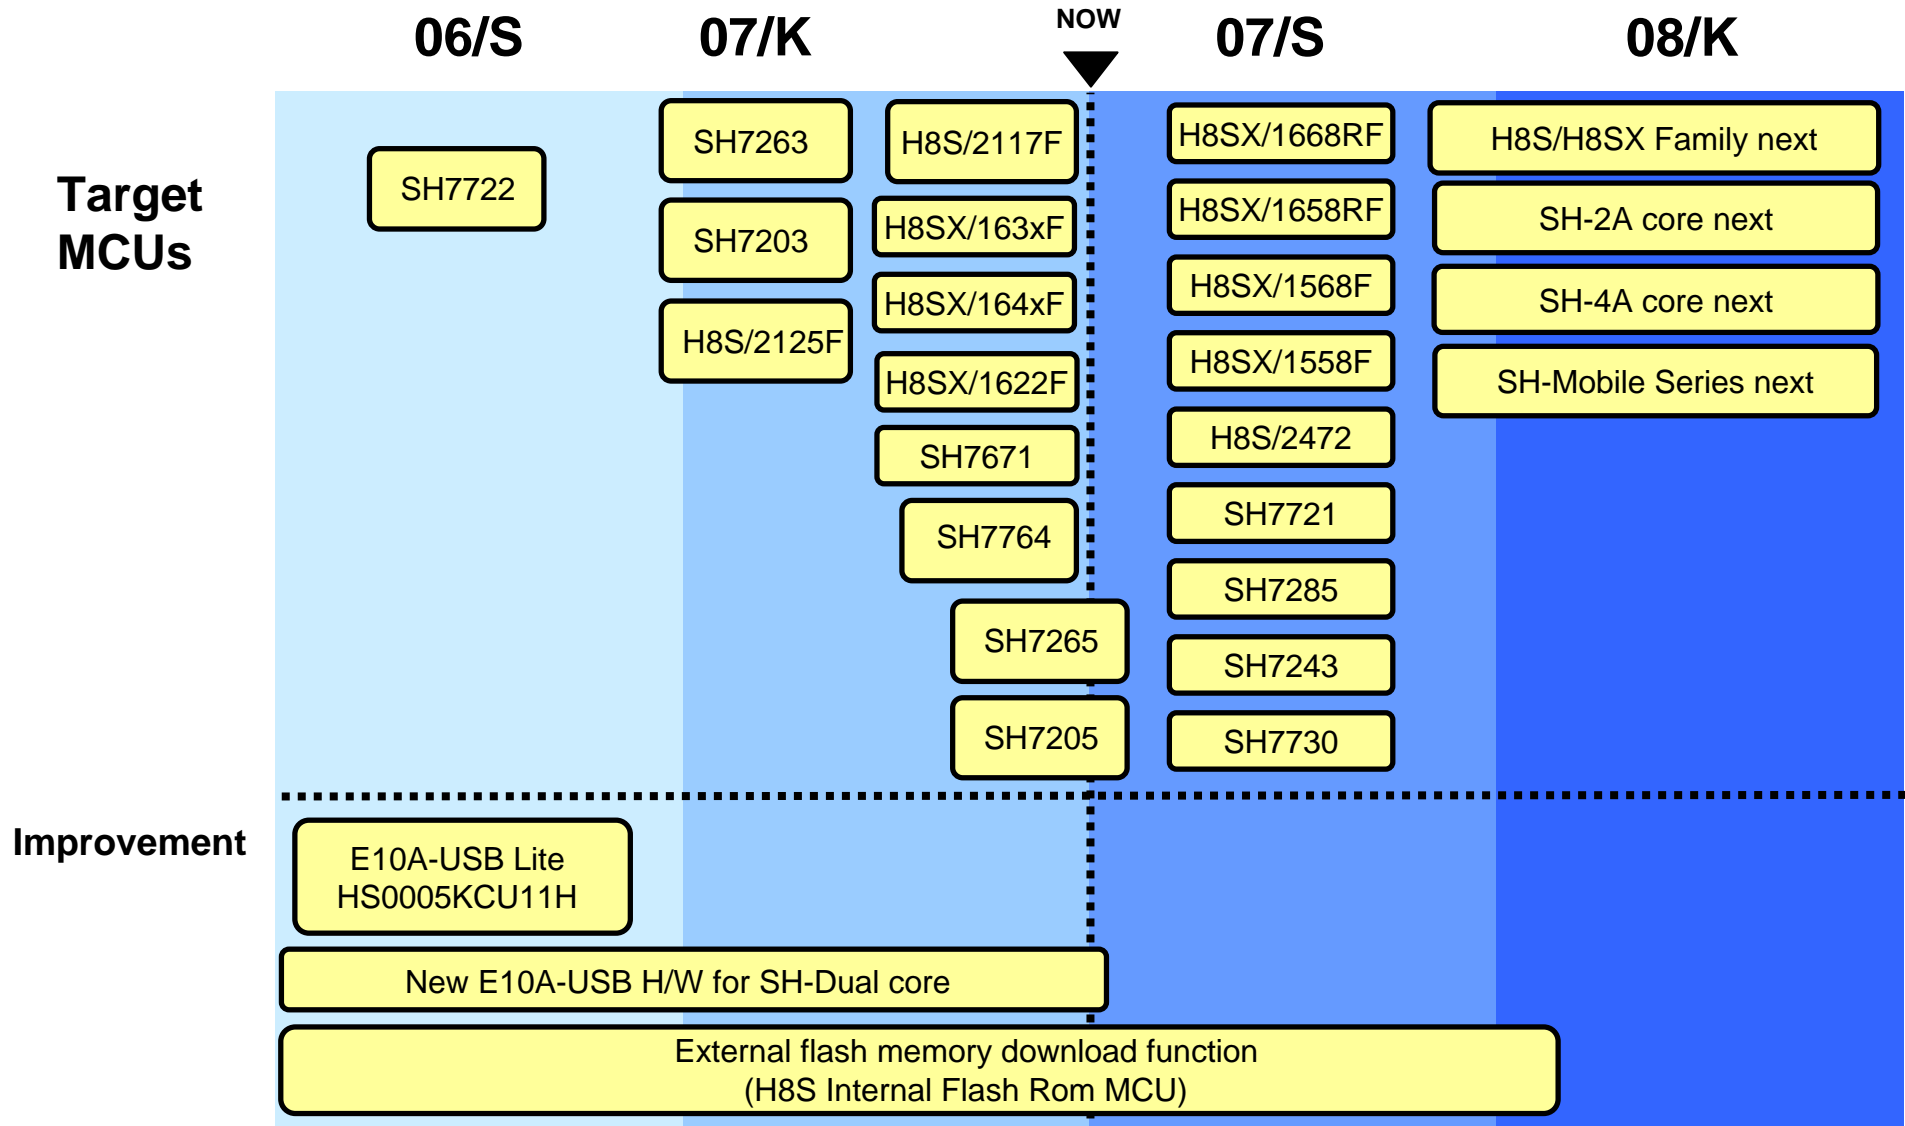 06/S
07/K
NOW
07/S
08/K
Target
MCUs
SH7722
SH7263
SH7203
H8S/2125F
H8S/2117F
H8SX/163xF
H8SX/164xF
H8SX/1622F
SH7671
SH7764
SH7265
SH7205
H8SX/1668RF
H8SX/1658RF
H8SX/1568F
H8SX/1558F
H8S/2472
SH7721
SH7285
SH7243
SH7730
H8S/H8SX Family next
SH-2A core next
SH-4A core next
SH-Mobile Series next
Improvement
E10A-USB Lite
HS0005KCU11H
New E10A-USB H/W for SH-Dual core
External flash memory download function
(H8S Internal Flash Rom MCU)